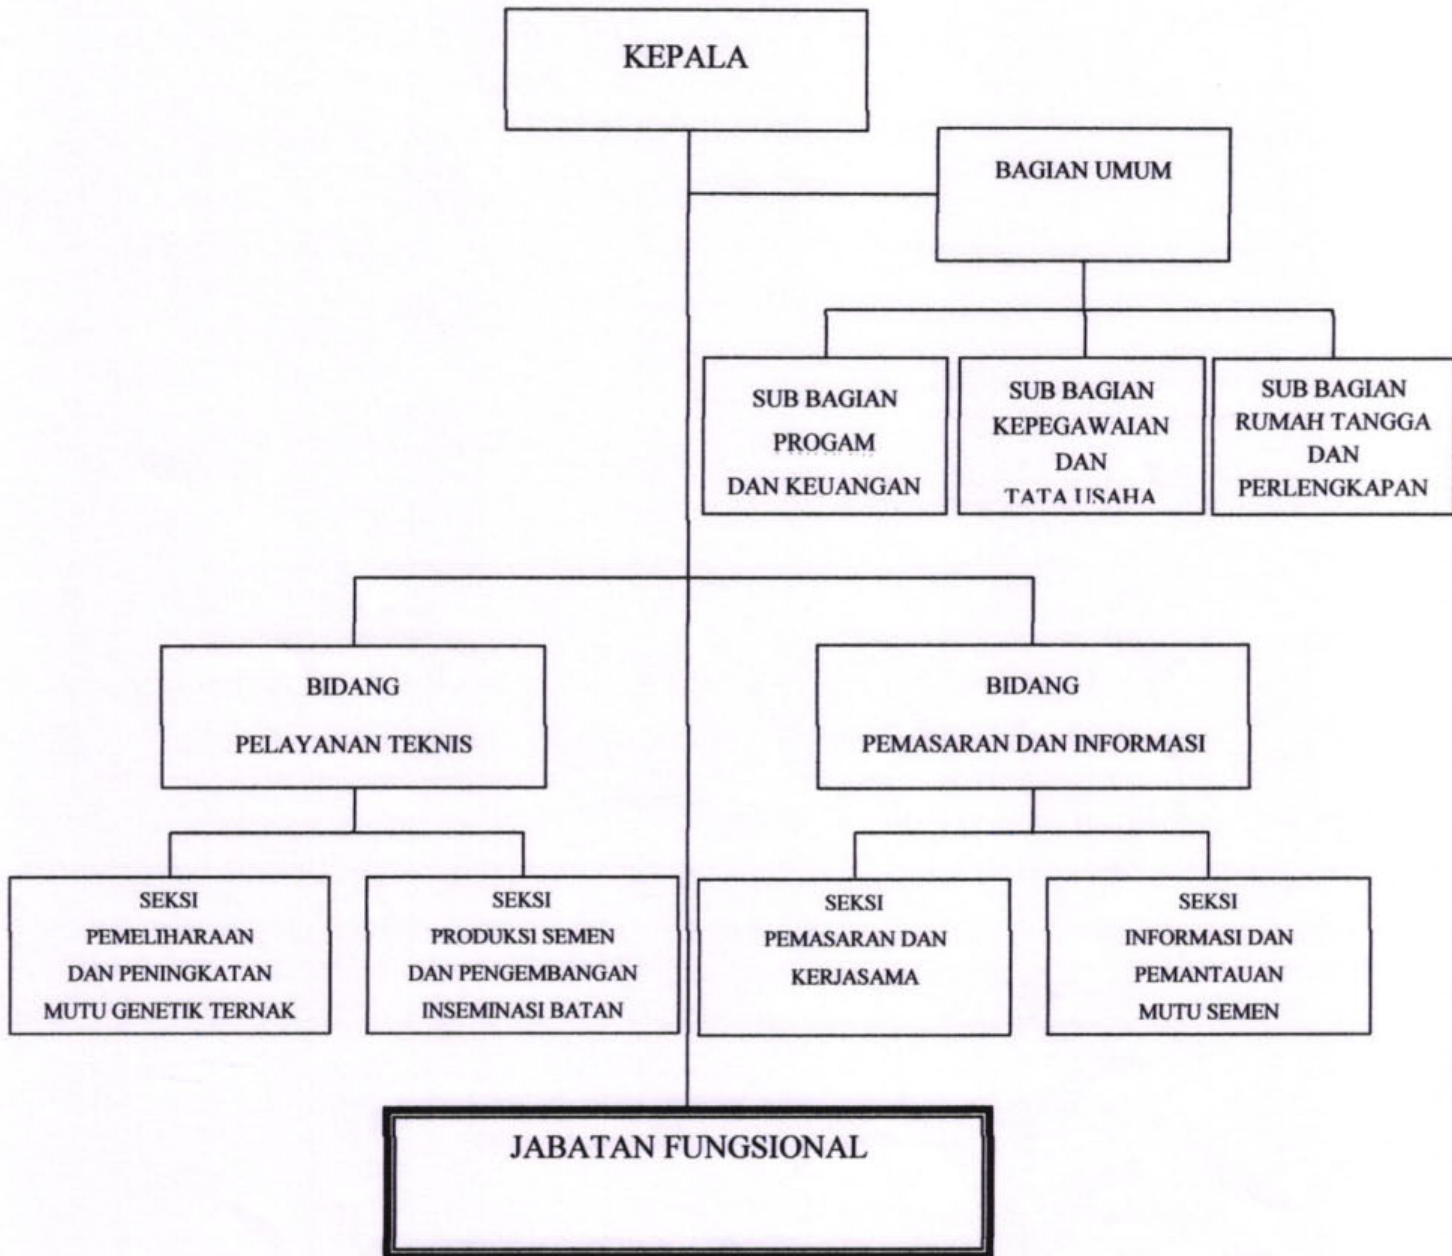 KEPALA
BAGIAN UMUM
SUB BAGIAN
PROGAM
DAN KEUANGAN
SUB BAGIAN
KEPEGAWAIAN
DAN
TATA USAHA
SUB BAGIAN
RUMAH TANGGA
DAN
PERLENGKAPAN
BIDANG
PELAYANAN TEKNIS
BIDANG
PEMASARAN DAN INFORMASI
SEKSI
PEMELIHARAAN
DAN PENINGKATAN
MUTU GENETIK TERNAK
SEKSI
PRODUKSI SEMEN
DAN PENGEMBANGAN
INSEMINASI BATAN
SEKSI
PEMASARAN DAN
KERJASAMA
SEKSI
INFORMASI DAN
PEMANTAUAN
MUTU SEMEN
JABATAN FUNGSIONAL